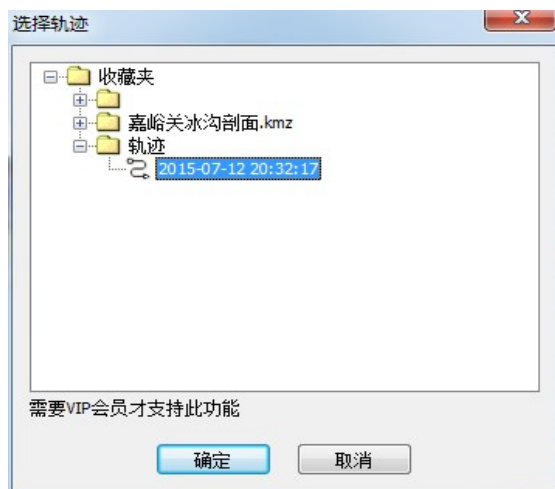 选择轨迹
收藏夹
嘉峪关冰沟剖面.kmz
轨迹
2015-07-12 20:32:17
需要VIP会员才支持此功能
确定
取消